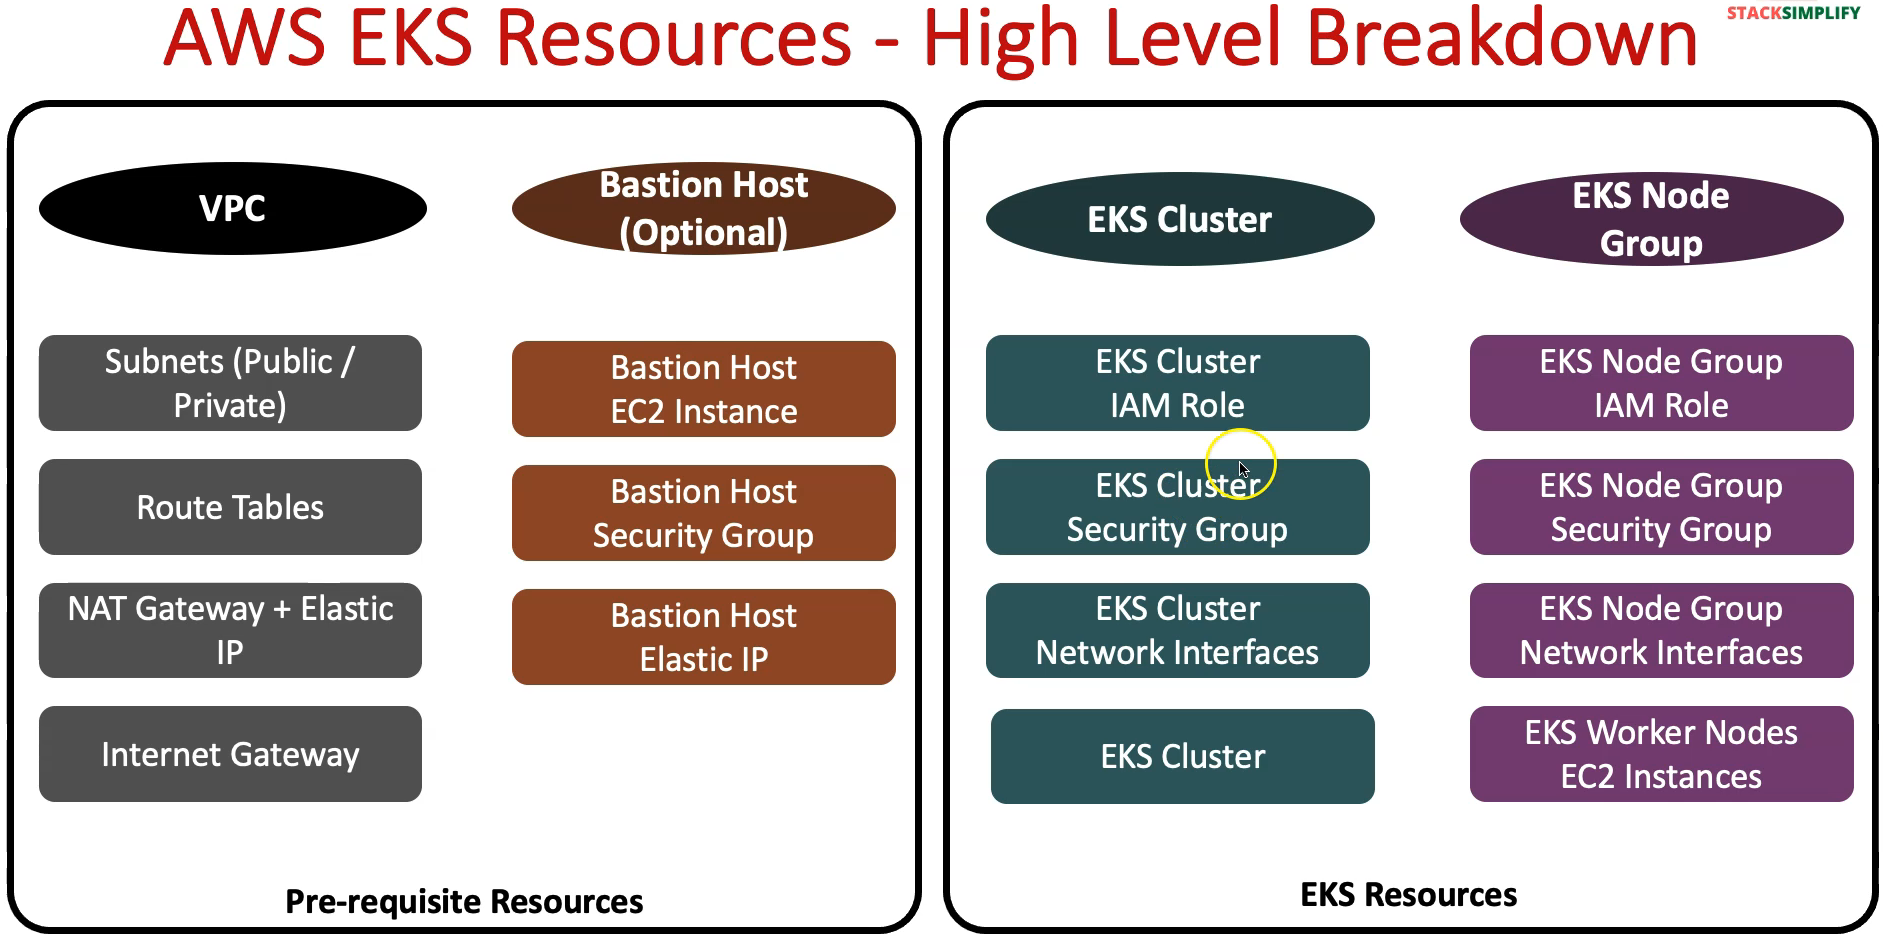 AWS EKS Resources - High Level Breakdown
STACKSIMPLIFY
VPC
Subnets (Public /
Private)
Route Tables
NAT Gateway + Elastic
IP
Internet Gateway
Bastion Host
(Optional)
Bastion Host
EC2 Instance
Bastion Host
Security Group
Bastion Host
Elastic IP
Pre-requisite Resources
EKS Cluster
EKS Cluster
IAM Role
EKS Cluster
Security Group
EKS Cluster
Network Interfaces
EKS Cluster
EKS Node
Group
EKS Node Group
IAM Role
EKS Node Group
Security Group
EKS Node Group
Network Interfaces
EKS Worker Nodes
EC2 Instances
EKS Resources